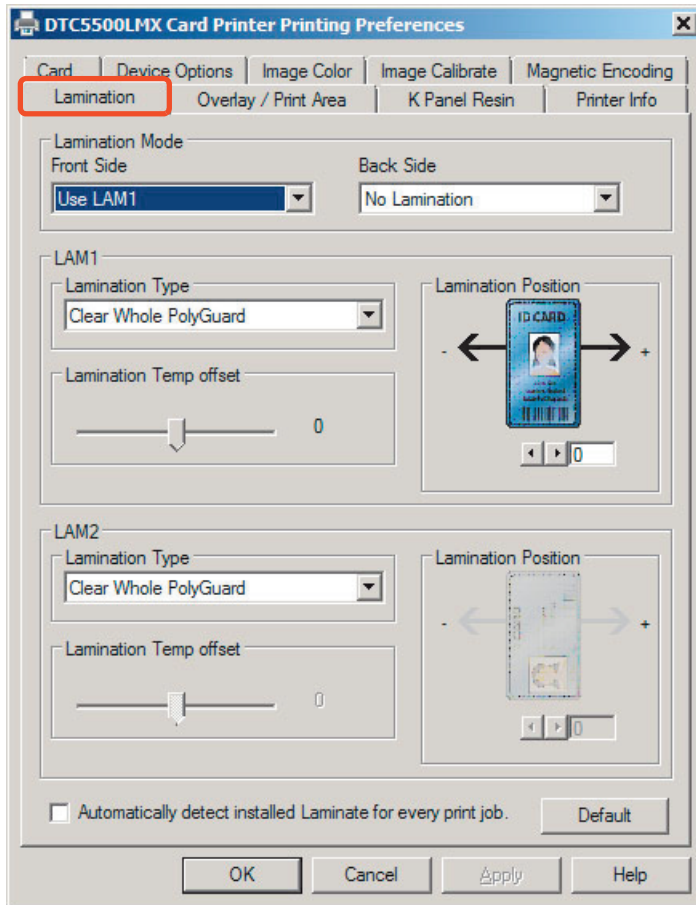 DTC5500LMX Card Printer Printing Preferences
Card Device Options Image Color Image Calibrate Magnetic Encoding
Lamination Overlay / Print Area K Panel Resin Printer Info
Lamination Mode
Front Side Back Side
Use LAM1 No Lamination
LAM1
Lamination Type Lamination Position
Clear Whole PolyGuard
ID CARD
- +
Lamination Temp offset
0
0
LAM2
Lamination Type Lamination Position
Clear Whole PolyGuard
- +
Lamination Temp offset
0
0
Automatically detect installed Laminate for every print job. Default
OK Cancel Apply Help